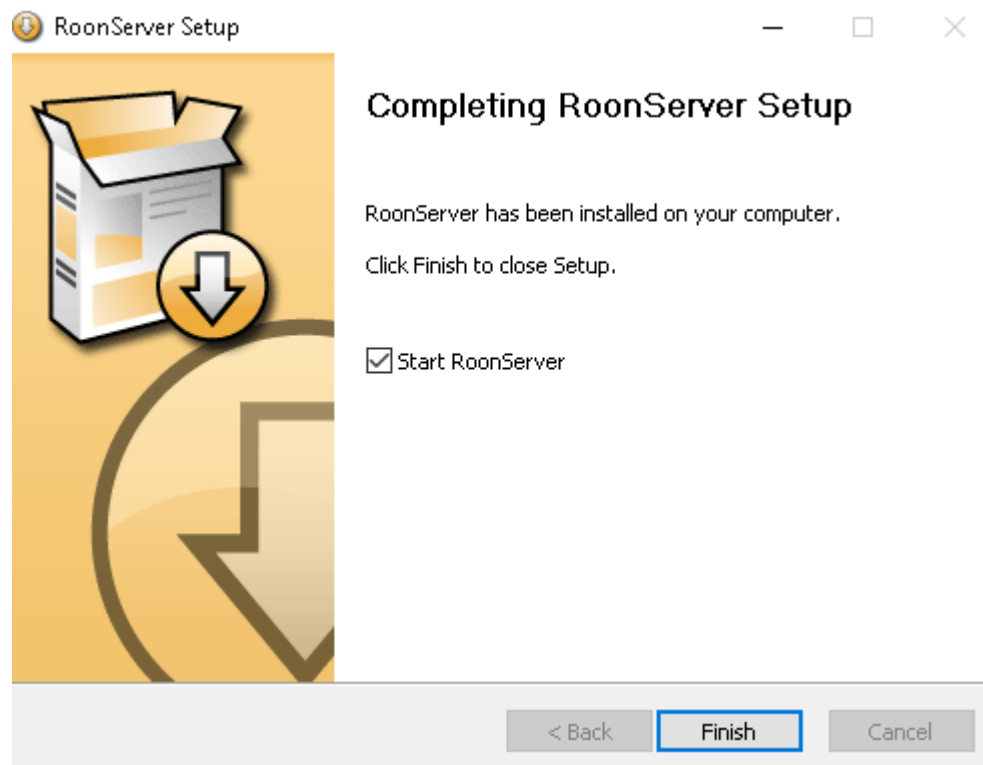 RoonServer Setup
Completing RoonServer Setup
RoonServer has been installed on your computer.
Click Finish to close Setup.
Start RoonServer
< Back
Finish
Cancel